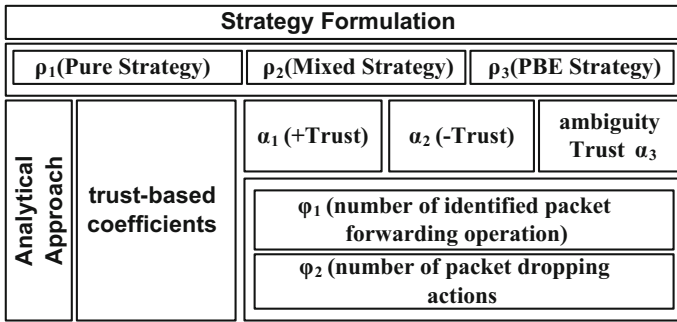 Strategy Formulation
ρ₁(Pure Strategy)
ρ₂(Mixed Strategy)
ρ₃(PBE Strategy)
Analytical
Approach
trust-based
coefficients
α₁ (+Trust)
α₂ (-Trust)
ambiguity
Trust α₃
φ₁ (number of identified packet
forwarding operation)
φ₂ (number of packet dropping
actions